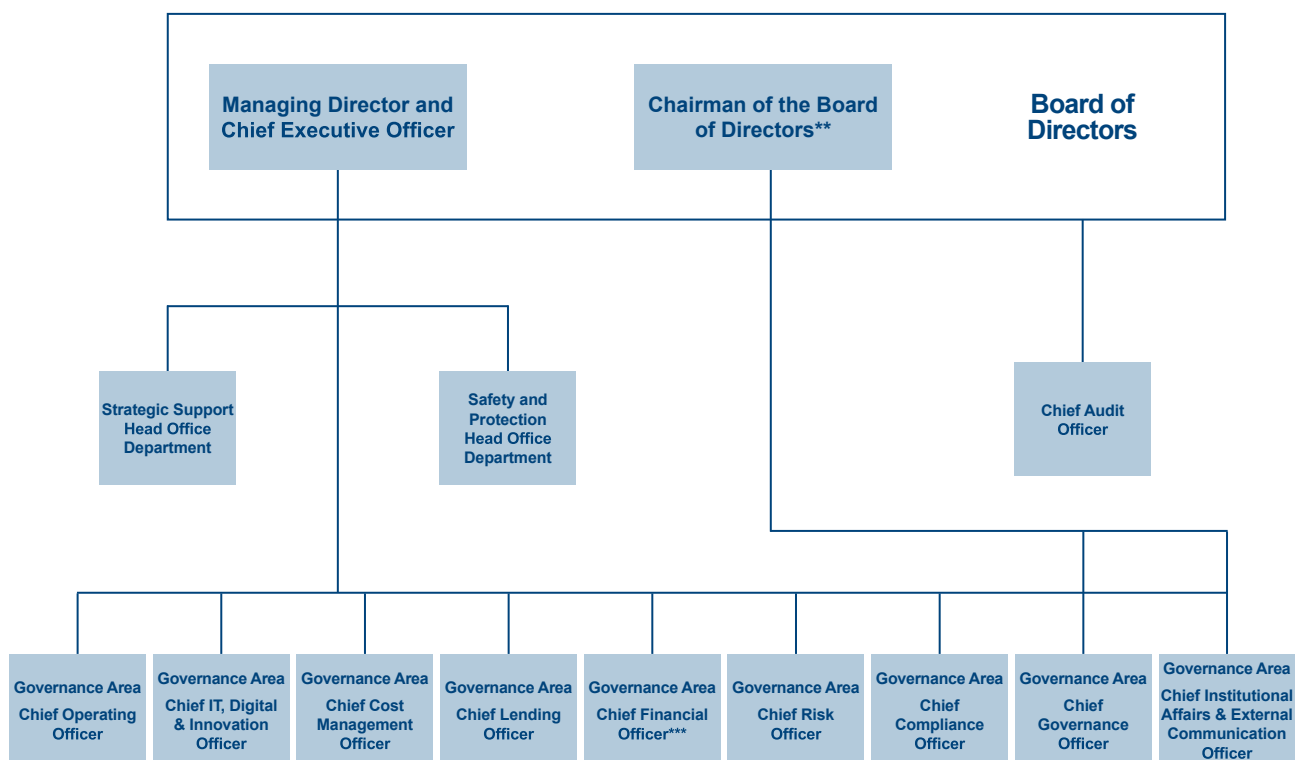 Managing Director and
Chief Executive Officer
Chairman of the Board
of Directors**
Board of
Directors
Strategic Support
Head Office
Department
Safety and
Protection
Head Office
Department
Chief Audit
Officer
Governance Area
Chief Operating
Officer
Governance Area
Chief IT, Digital
& Innovation
Officer
Governance Area
Chief Cost
Management
Officer
Governance Area
Chief Lending
Officer
Governance Area
Chief Financial
Officer***
Governance Area
Chief Risk
Officer
Governance Area
Chief
Compliance
Officer
Governance Area
Chief
Governance
Officer
Governance Area
Chief Institutional
Affairs & External
Communication
Officer